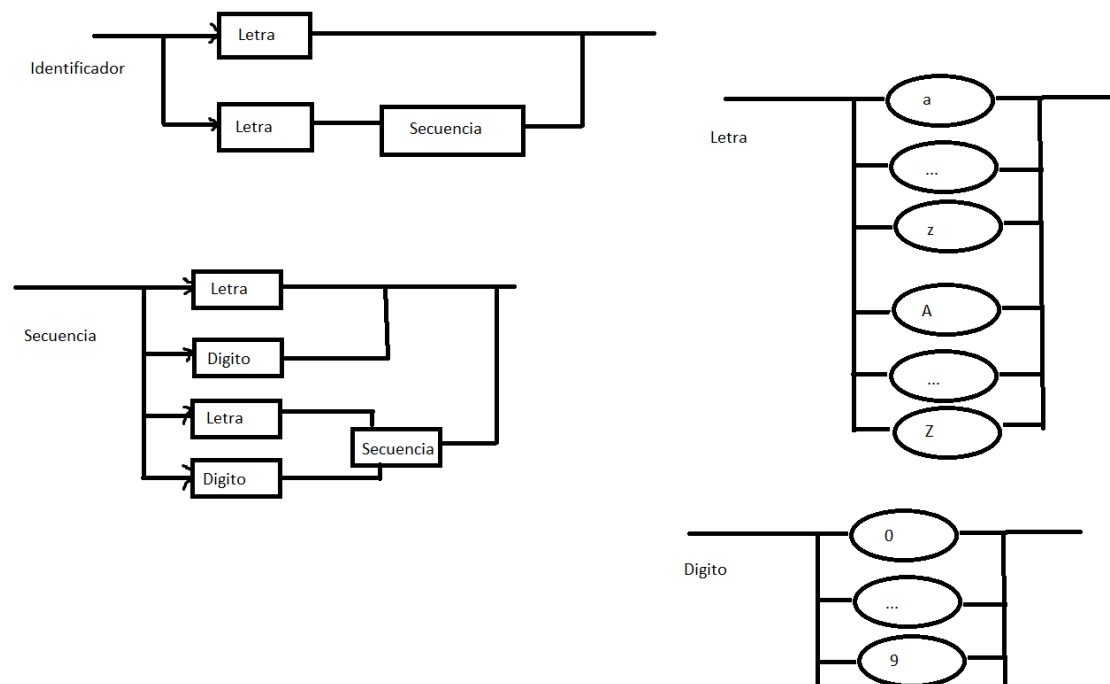 Letra
Identificador
Letra
Secuencia
Letra
Secuencia
Digito
Letra
Secuencia
Digito
a
Letra
...
z
A
...
Z
0
Digito
...
9